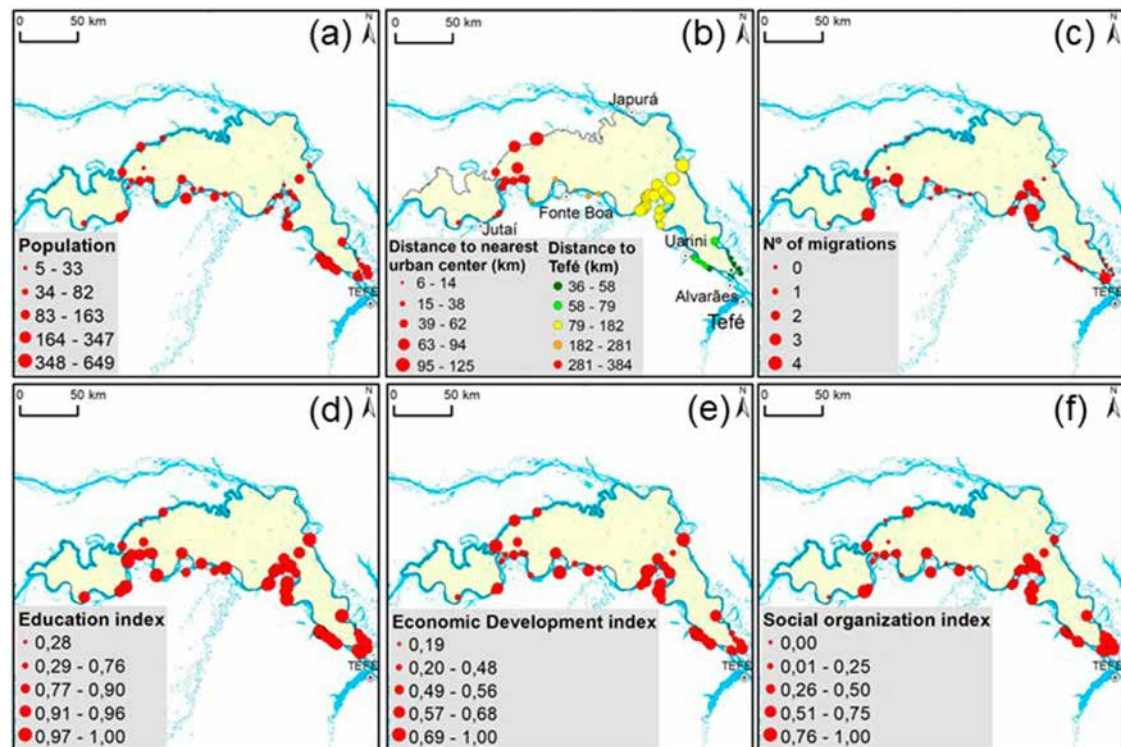 0 50 km
(a)
N
Population
5 - 33
34 - 82
83 - 163
164 - 347
348 - 649
TEFÉ
0 50 km
(b)
N
Japurá
Fonte Boa
Jutaí
Uarini
Alvarães
Tefé
Distance to nearest
urban center (km)
6 - 14
15 - 38
39 - 62
63 - 94
95 - 125
Distance to
Tefé (km)
36 - 58
58 - 79
79 - 182
182 - 281
281 - 384
0 50 km
(c)
N
Nº of migrations
0
1
2
3
4
TEFÉ
0 50 km
(d)
N
Education index
0,28
0,29 - 0,76
0,77 - 0,90
0,91 - 0,96
0,97 - 1,00
TEFÉ
0 50 km
(e)
N
Economic Development index
0,19
0,20 - 0,48
0,49 - 0,56
0,57 - 0,68
0,69 - 1,00
TEFÉ
0 50 km
(f)
N
Social organization index
0,00
0,01 - 0,25
0,26 - 0,50
0,51 - 0,75
0,76 - 1,00
TEFÉ